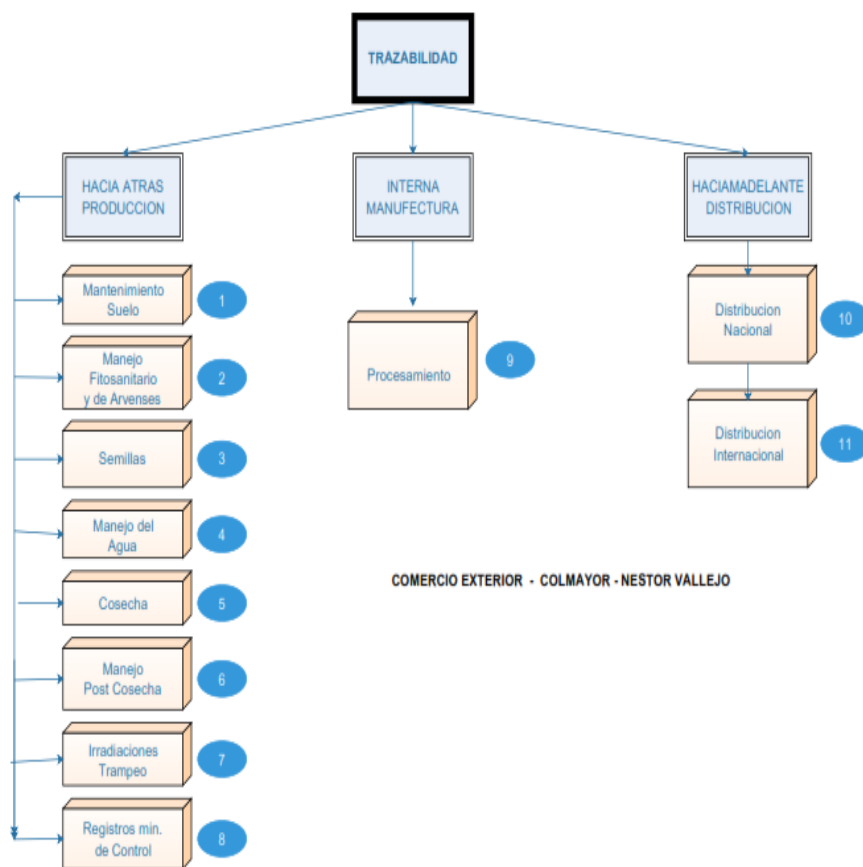 TRAZABILIDAD
HACIA ATRAS
PRODUCCION
INTERNA
MANUFECTURA
HACIAMADELANTE
DISTRIBUCION
Mantenimiento
Suelo
1
Manejo
Fitosanitario
y de Arvenses
2
Semillas
3
Manejo del
Agua
4
Cosecha
5
Manejo
Post Cosecha
6
Irradiaciones
Trampeo
7
Registros min.
de Control
8
Procesamiento
9
Distribucion
Nacional
10
Distribucion
Internacional
11
COMERCIO EXTERIOR - COLMAYOR - NESTOR VALLEJO